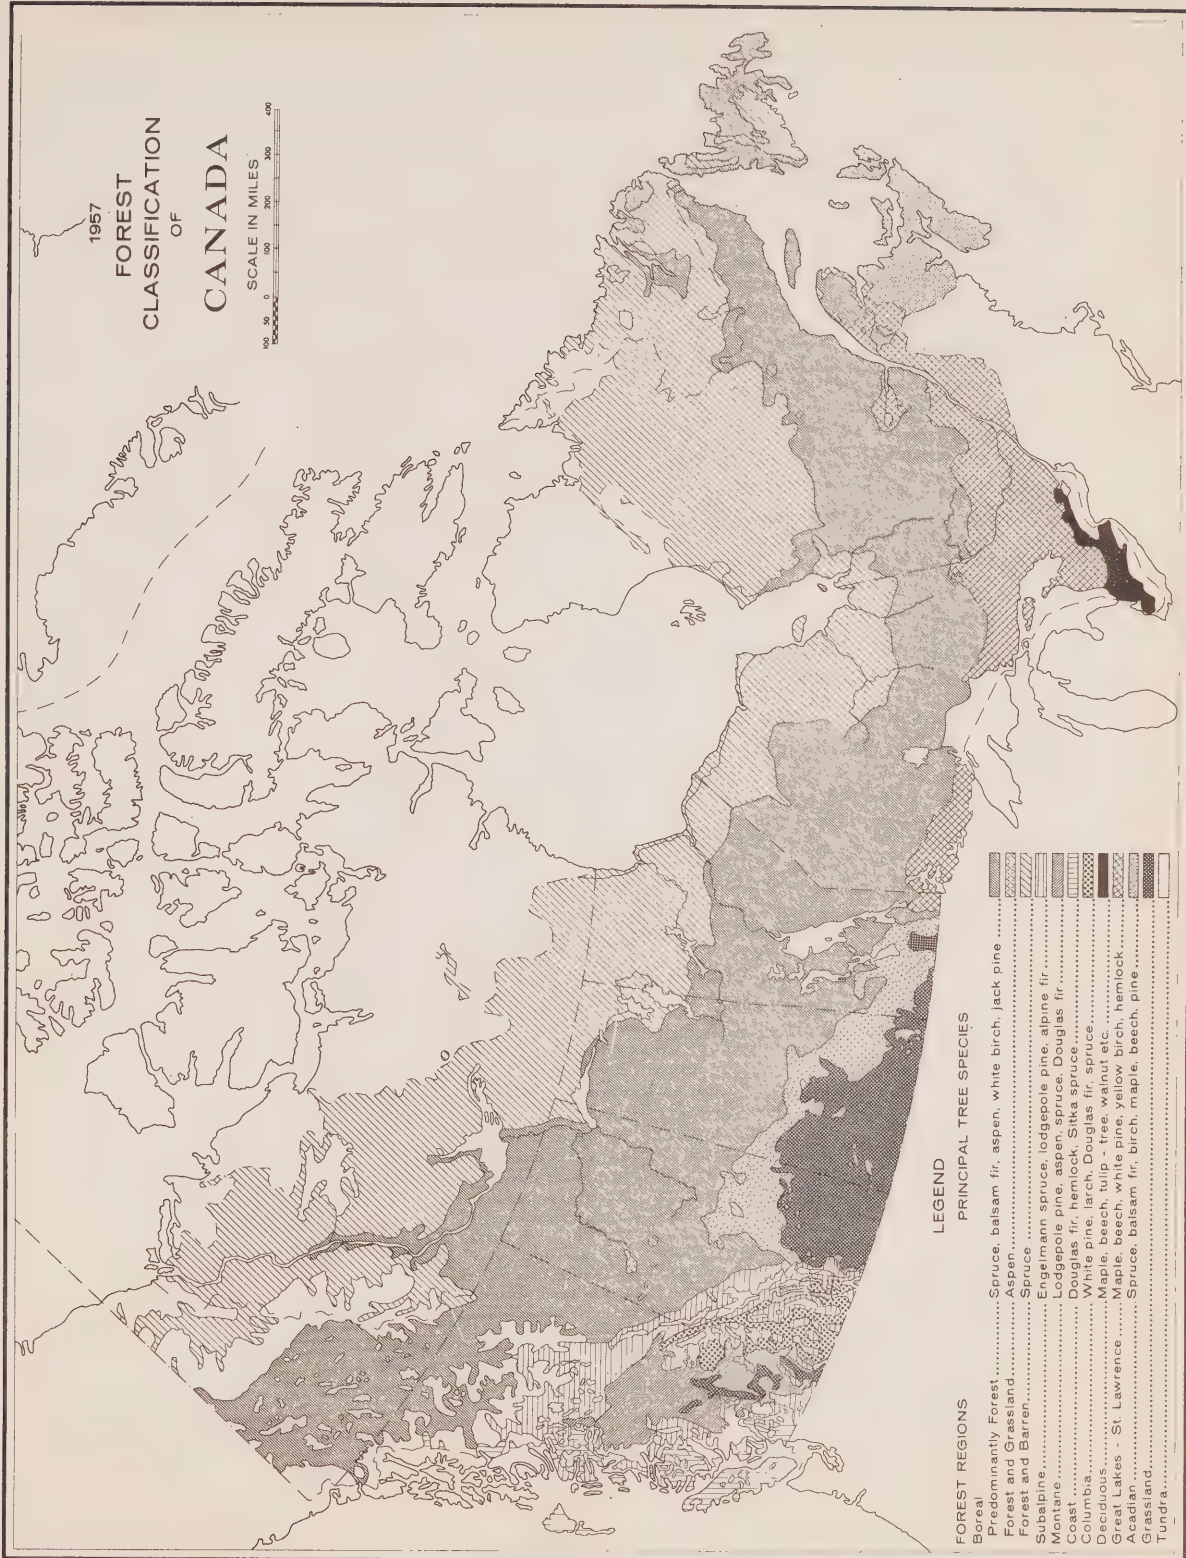 1957
FOREST
CLASSIFICATION
OF
CANADA
SCALE IN MILES
100 50 0 100 200 300 400
LEGEND
FOREST REGIONS PRINCIPAL TREE SPECIES
Boreal
Predominantly Forest ............ Spruce, balsam fir, aspen, white birch, jack pine
Forest and Grassland ............ Aspen
Forest and Barren ............ Spruce
Subalpine ............ Engelmann spruce, lodgepole pine, alpine fir
Montane ............ Lodgepole pine, aspen, spruce, Douglas fir
Coast ............ Douglas fir, hemlock, Sitka spruce
Columbia ............ White pine, larch, Douglas fir, spruce
Deciduous ............ Maple, beech, tulip - tree, walnut etc.
Great Lakes - St. Lawrence ...... Maple, beech, white pine, yellow birch, hemlock
Acadian ............ Spruce, balsam fir, birch, maple, beech, pine
Grassland
Tundra